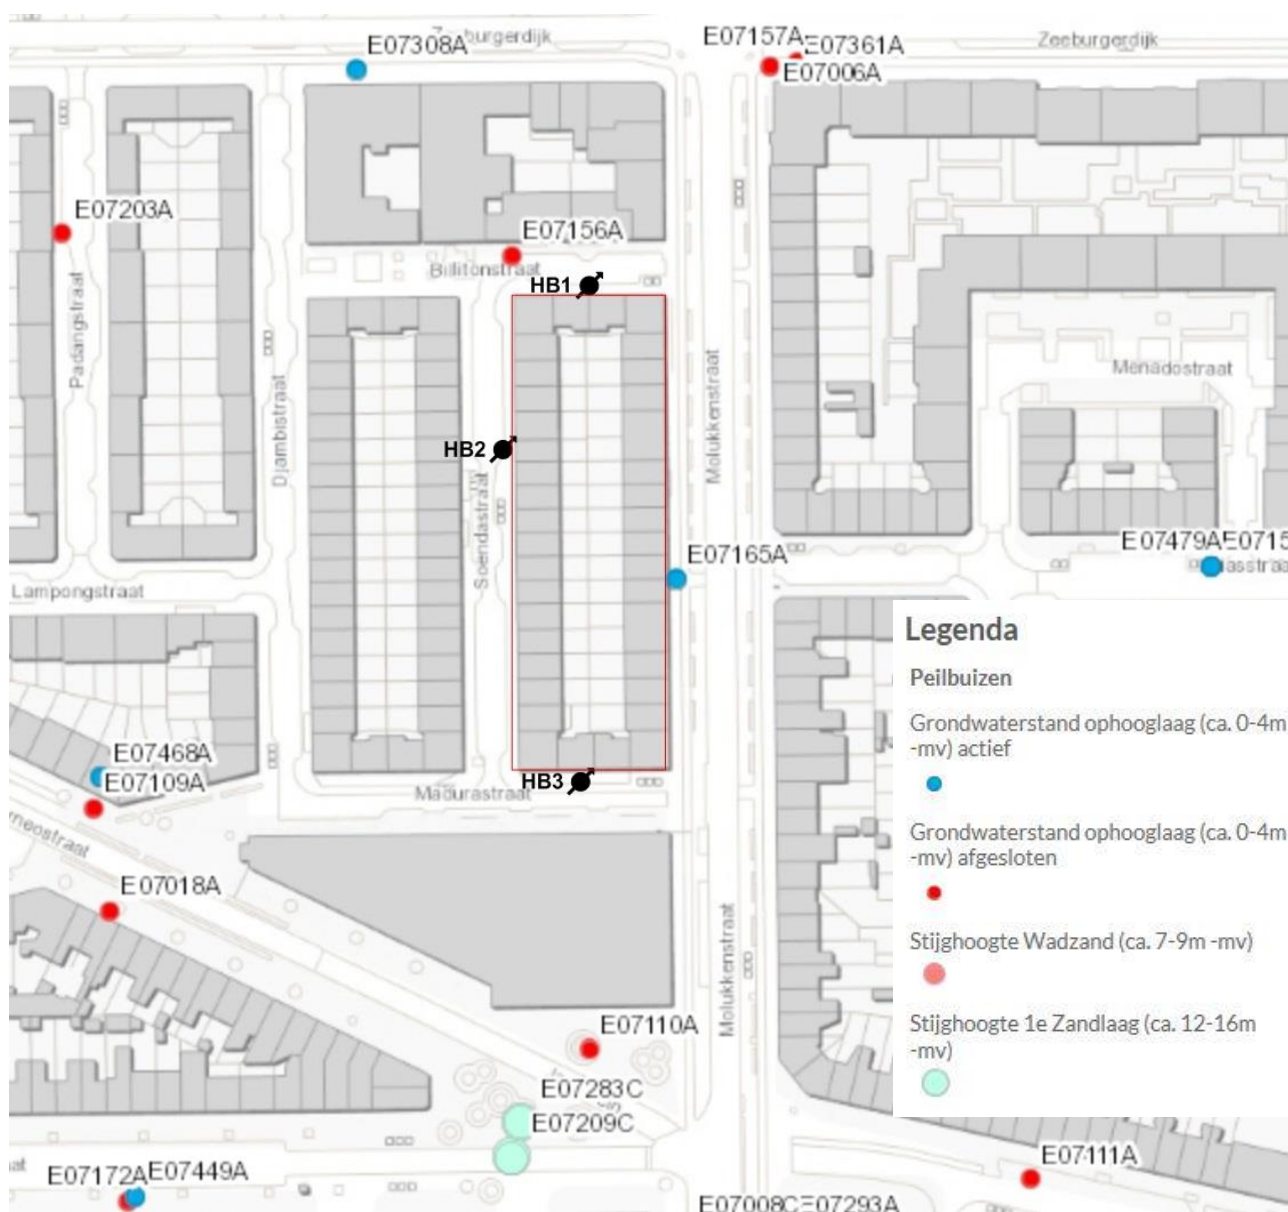 E07308A
burgerdijk
E07157A
E07361A
Zeeburgerdijk
E07006A
E07203A
E07156A
Billitonstraat
HB1
Padangstraat
Djambistraat
Molukkenstraat
Menadostraat
HB2
Soendastraat
E07165A
E07479A
E0715
Lampongstraat
E07468A
E07109A
HB3
Madurastraat
E07018A
Molukkenstraat
E07110A
E07283C
E07209C
E07172A
E07449A
E07008C
E07293A
E07111A
Legenda
Peilbuizen
Grondwaterstand ophooglaag (ca. 0-4m
-mv) actief
Grondwaterstand ophooglaag (ca. 0-4m
-mv) afgesloten
Stijghoogte Wadzand (ca. 7-9m -mv)
Stijghoogte 1e Zandlaag (ca. 12-16m
-mv)